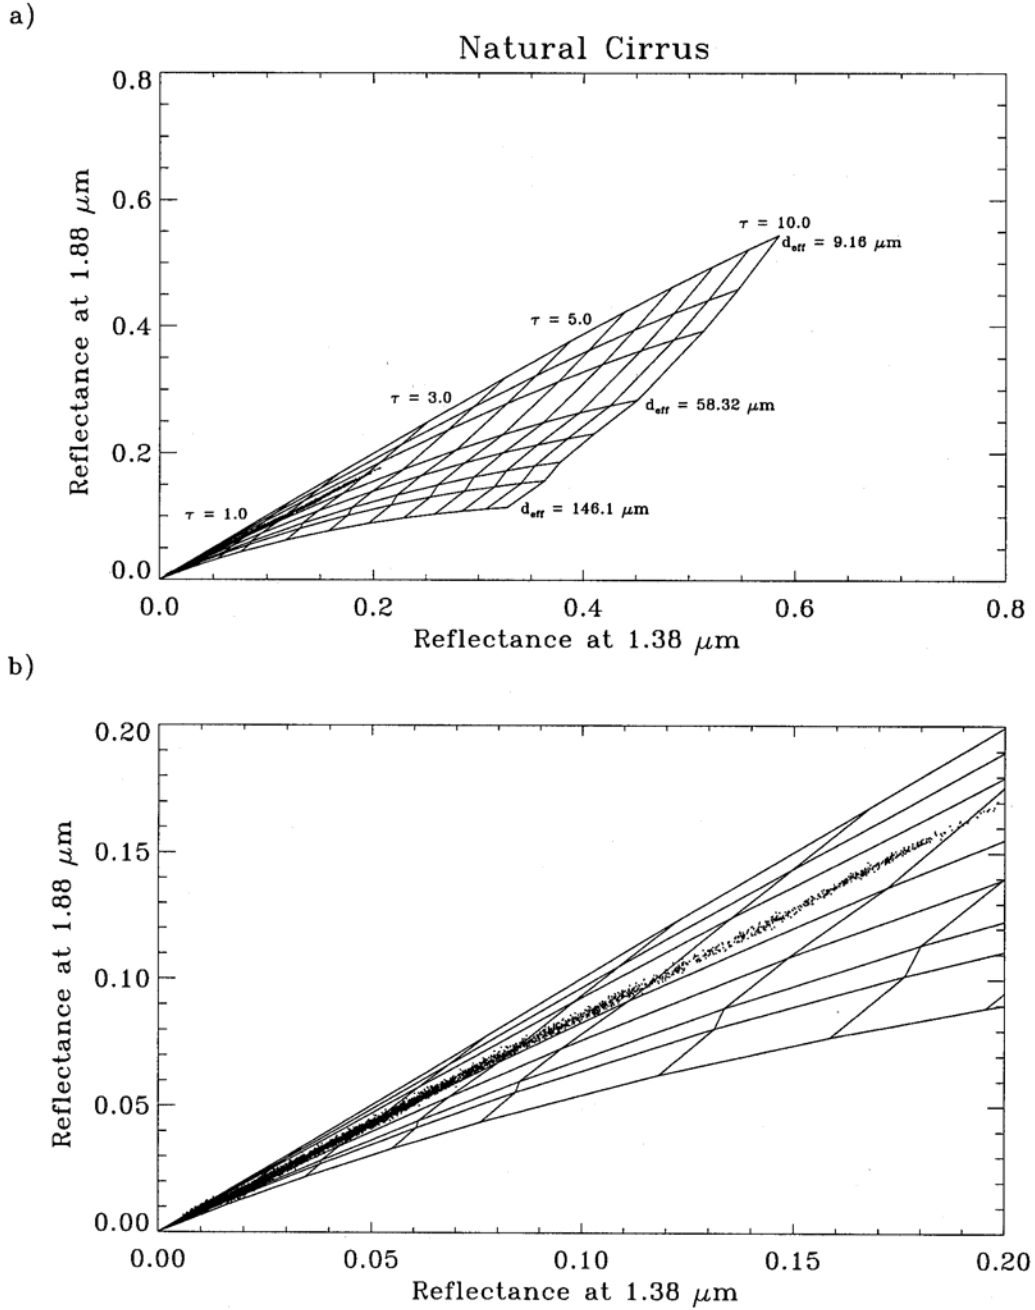 a)
Natural Cirrus
0.8
0.6
0.4
0.2
0.0
Reflectance at 1.88 μm
τ = 10.0
d_eff = 9.16 μm
τ = 5.0
τ = 3.0
d_eff = 58.32 μm
τ = 1.0
d_eff = 146.1 μm
0.0 0.2 0.4 0.6 0.8
Reflectance at 1.38 μm
b)
0.20
0.15
0.10
0.05
0.00
Reflectance at 1.88 μm
0.00 0.05 0.10 0.15 0.20
Reflectance at 1.38 μm